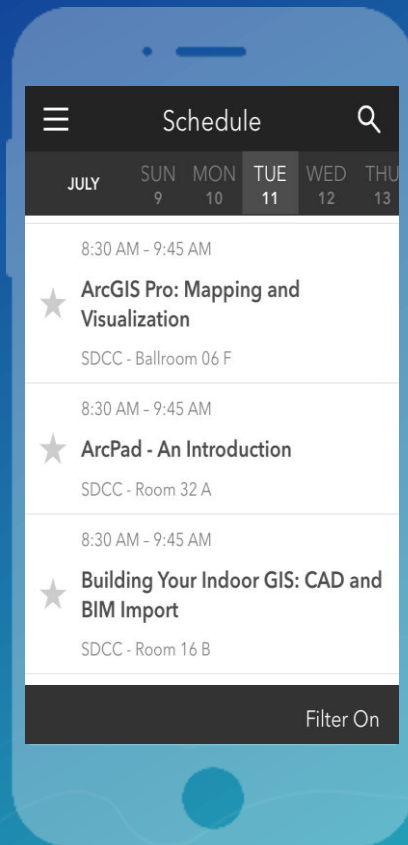 Schedule
JULY
SUN MON TUE WED THU
9 10 11 12 13
8:30 AM – 9:45 AM
ArcGIS Pro: Mapping and
Visualization
SDCC - Ballroom 06 F
8:30 AM – 9:45 AM
ArcPad - An Introduction
SDCC - Room 32 A
8:30 AM – 9:45 AM
Building Your Indoor GIS: CAD and
BIM Import
SDCC - Room 16 B
Filter On